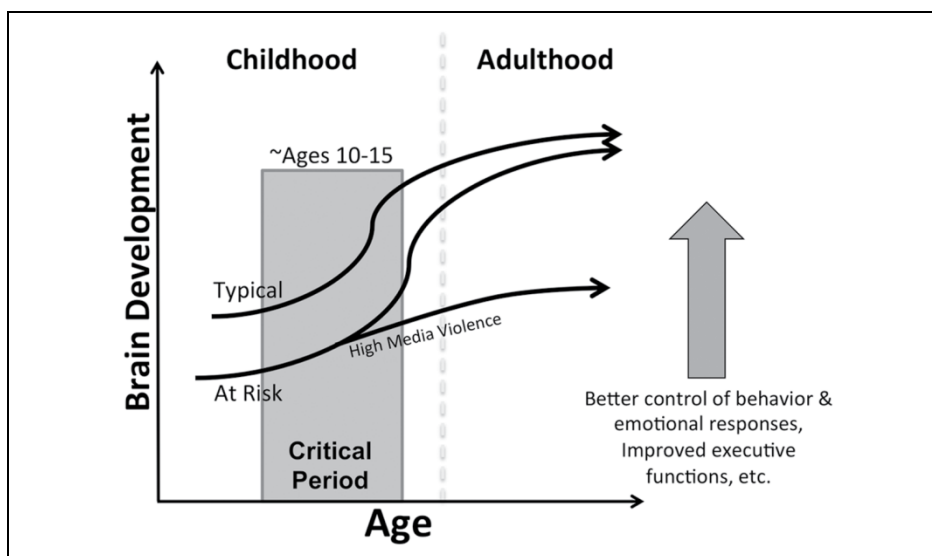 Childhood
Adulthood
~Ages 10-15
Brain Development
Typical
High Media Violence
At Risk
Critical
Period
Age
Better control of behavior &
emotional responses,
Improved executive
functions, etc.